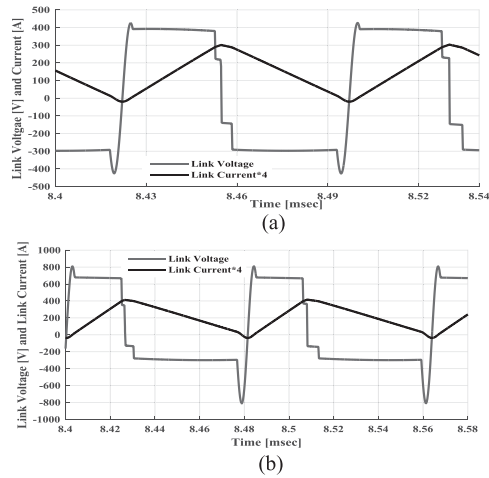 500
400
300
200
100
0
-100
-200
-300
-400
-500
Link Voltgae [V] and Current [A]
Link Voltage
Link Current*4
8.4 8.43 8.46 8.49 8.52 8.54
Time [msec]
(a)
1000
800
600
400
200
0
-200
-400
-600
-800
-1000
Link Voltage [V] and Link Current [A]
Link Voltage
Link Current*4
8.4 8.42 8.44 8.46 8.48 8.5 8.52 8.54 8.56 8.58
Time [msec]
(b)